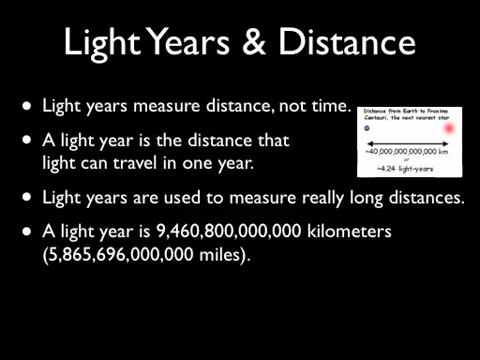 Light Years & Distance
• Light years measure distance, not time.
Distance from Earth to Proxima
Centauri, the next nearest star
~40,000,000,000,000 km
or
~4.24 light-years
• A light year is the distance that
light can travel in one year.
• Light years are used to measure really long distances.
• A light year is 9,460,800,000,000 kilometers
(5,865,696,000,000 miles).